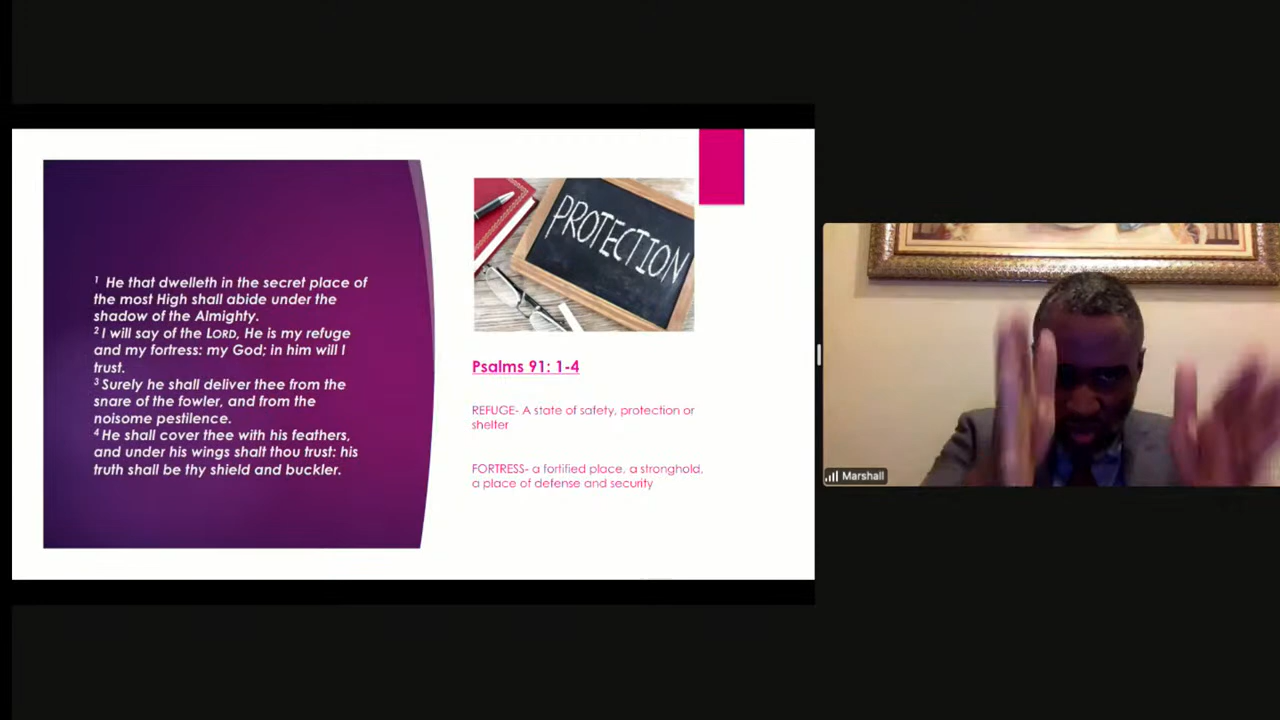 1 He that dwelleth in the secret place of
the most High shall abide under the
shadow of the Almighty.
2 I will say of the LORD, He is my refuge
and my fortress: my God; in him will I
trust.
3 Surely he shall deliver thee from the
snare of the fowler, and from the
noisome pestilence.
4 He shall cover thee with his feathers,
and under his wings shalt thou trust: his
truth shall be thy shield and buckler.
PROTECTION
Psalms 91: 1-4
REFUGE- A state of safety, protection or
shelter
FORTRESS- a fortified place, a stronghold,
a place of defense and security
Marshall